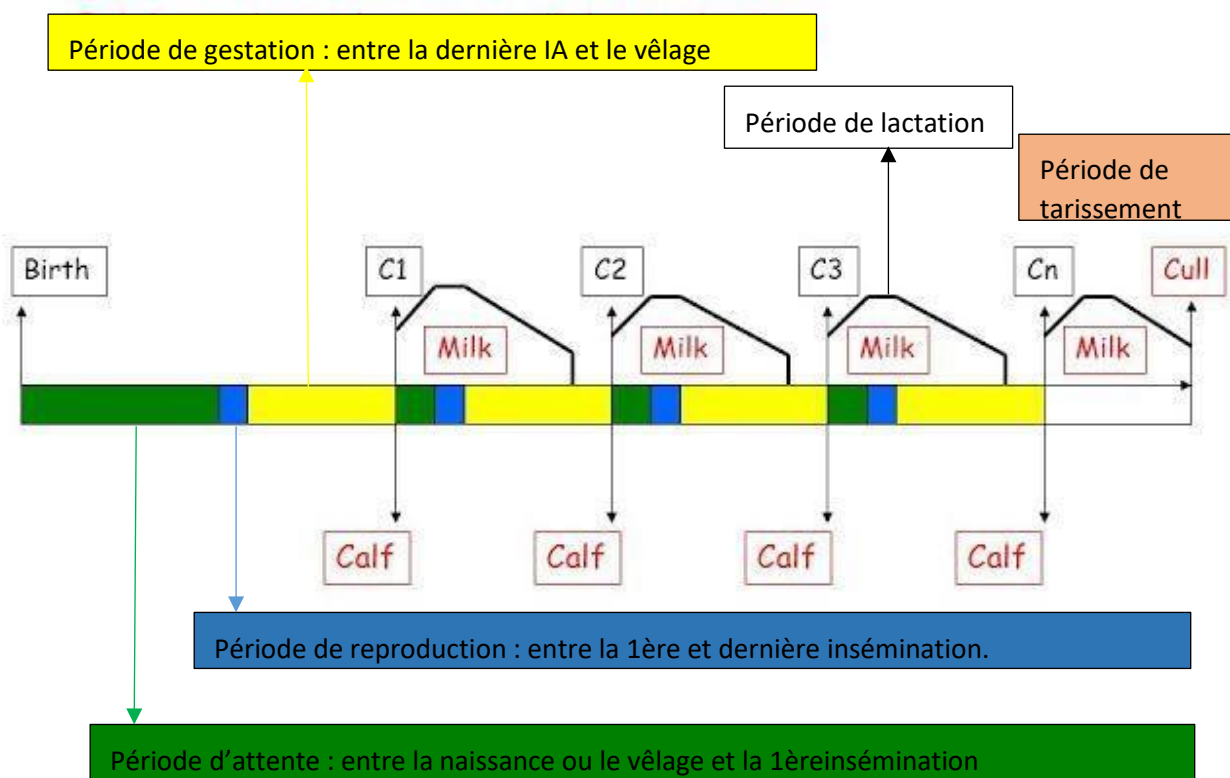 Période de gestation : entre la dernière IA et le vêlage
Période de lactation
Période de
tarissement
Birth
C1
C2
C3
Cn
Cull
Milk
Milk
Milk
Milk
Calf
Calf
Calf
Calf
Période de reproduction : entre la 1ère et dernière insémination.
Période d'attente : entre la naissance ou le vêlage et la 1èreinsémination